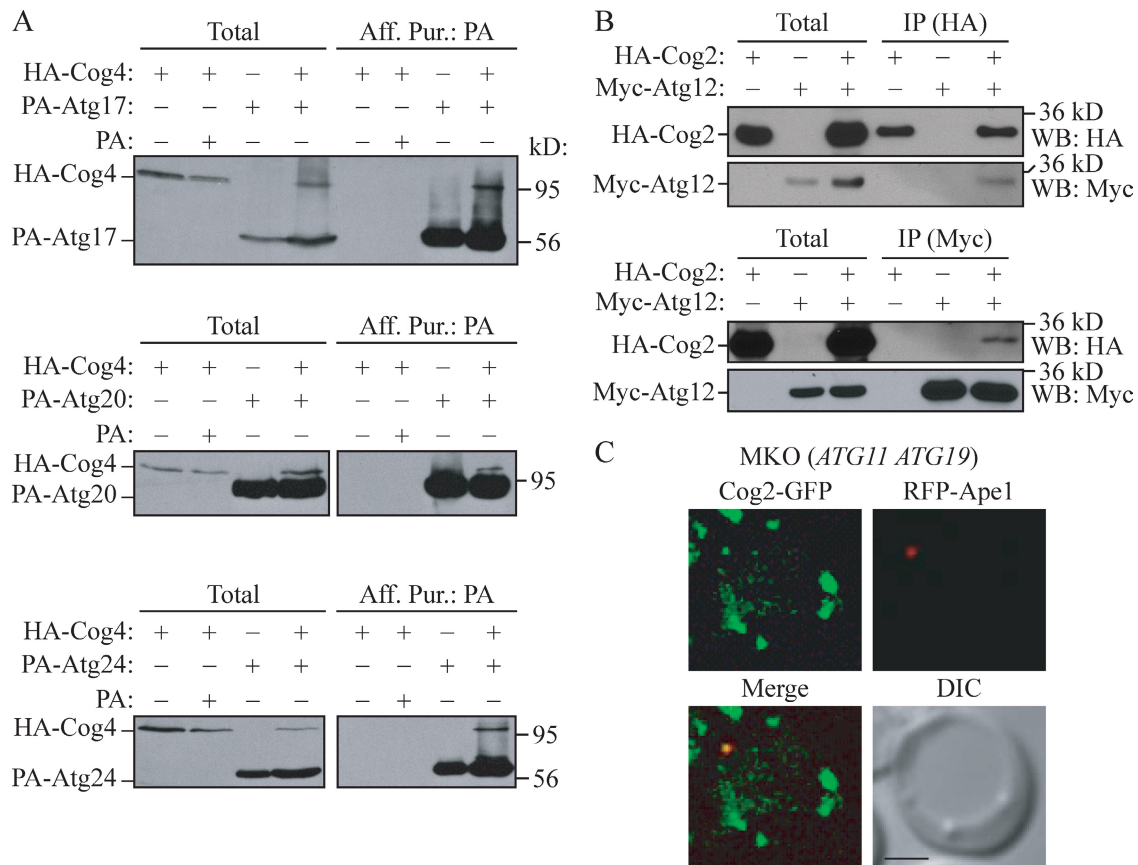 A
Total Aff. Pur.: PA
HA-Cog4: + + – + + + – +
PA-Atg17: – – + + – – + +
PA: – + – – – + – –
kD:
HA-Cog4
95
PA-Atg17
56
Total Aff. Pur.: PA
HA-Cog4: + + – + + + – +
PA-Atg20: – – + + – – + +
PA: – + – – – + – –
HA-Cog4
95
PA-Atg20
Total Aff. Pur.: PA
HA-Cog4: + + – + + + – +
PA-Atg24: – – + + – – + +
PA: – + – – – + – –
HA-Cog4
95
PA-Atg24
56
B
Total IP (HA)
HA-Cog2: + – + + – +
Myc-Atg12: – + + – + +
36 kD
HA-Cog2
WB: HA
36 kD
Myc-Atg12
WB: Myc
Total IP (Myc)
HA-Cog2: + – + + – +
Myc-Atg12: – + + – + +
36 kD
HA-Cog2
WB: HA
36 kD
Myc-Atg12
WB: Myc
C
MKO (ATG11 ATG19)
Cog2-GFP RFP-Ape1
Merge DIC